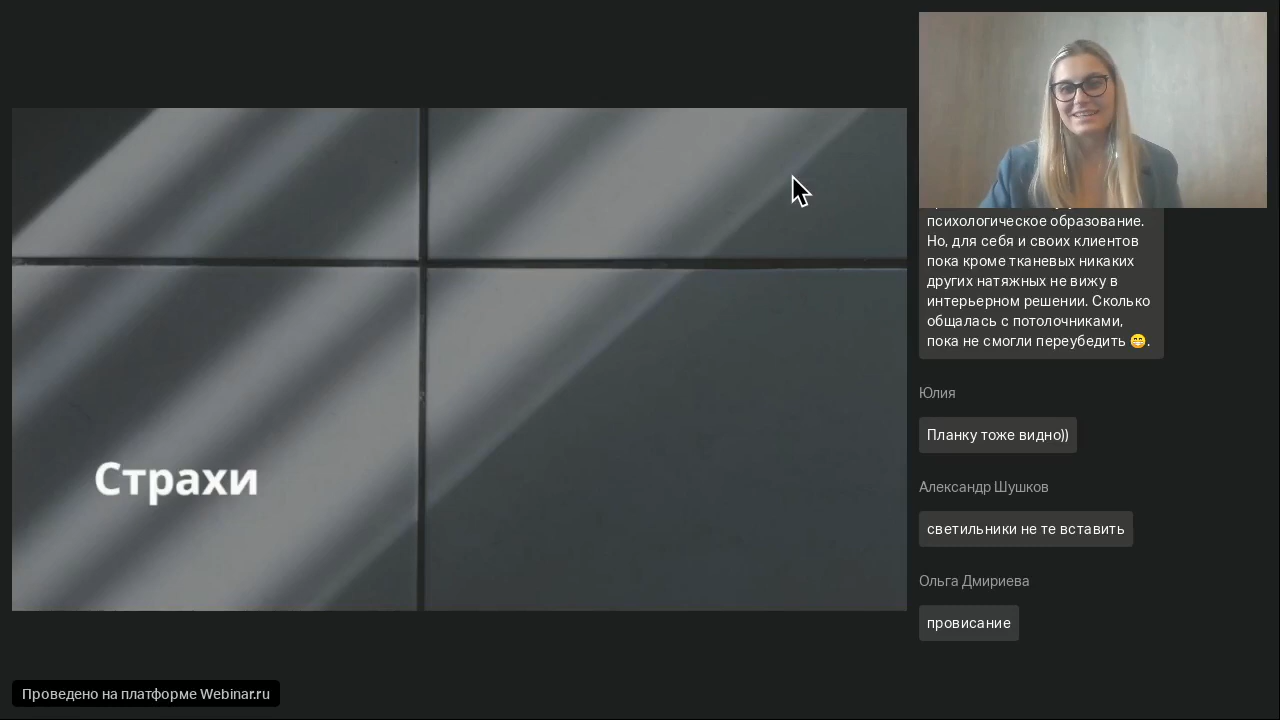 Страхи
психологическое образование.
Но, для себя и своих клиентов
пока кроме тканевых никаких
других натяжных не вижу в
интерьерном решении. Сколько
общалась с потолочниками,
пока не смогли переубедить 😁.
Юлия
Планку тоже видно))
Александр Шушков
светильники не те вставить
Ольга Дмириева
провисание
Проведено на платформе Webinar.ru